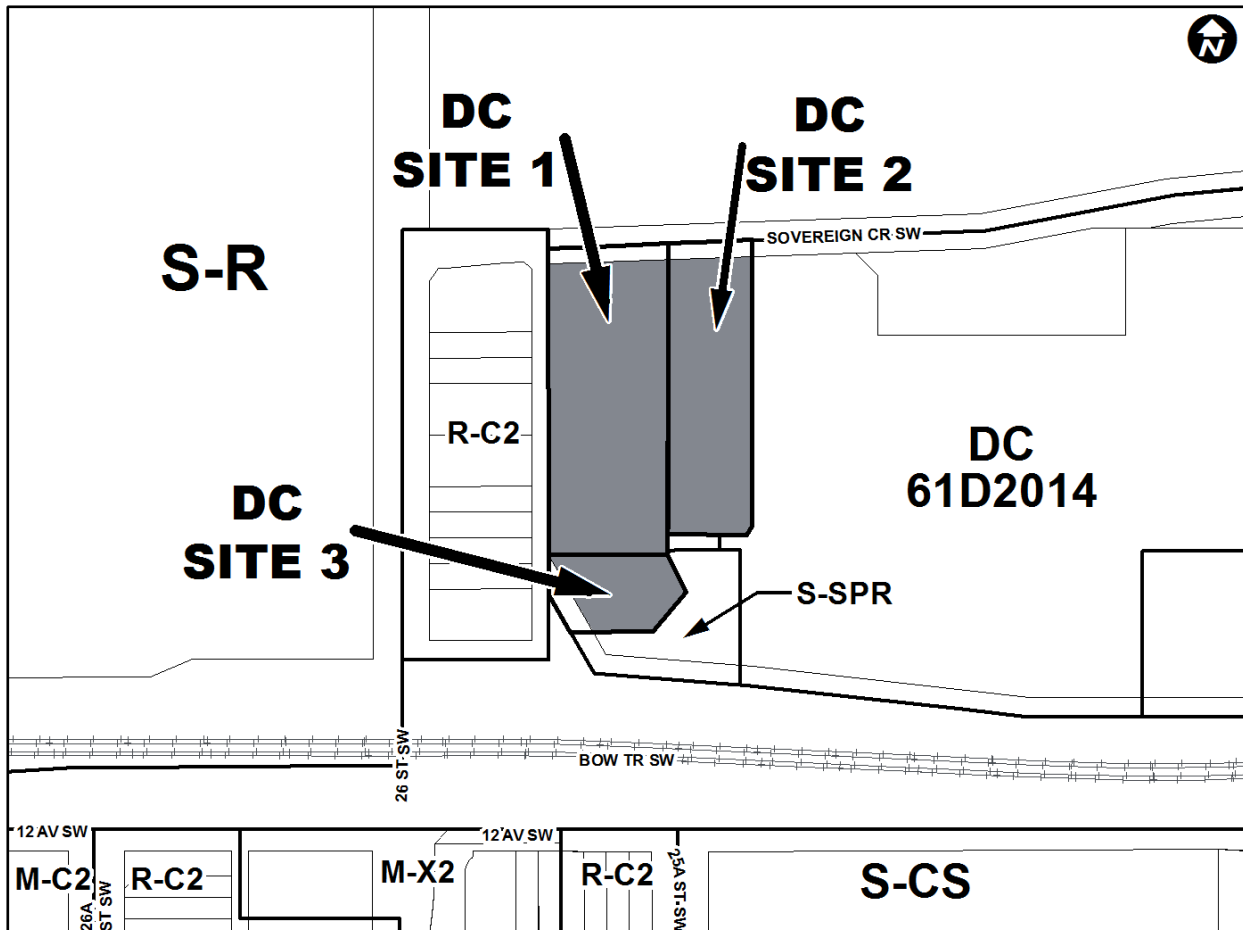 N
DC
SITE 1
DC
SITE 2
SOVEREIGN CR SW
S-R
R-C2
DC
61D2014
DC
SITE 3
S-SPR
26 ST SW
BOW TR SW
12 AV SW
12 AV SW
M-C2
26A
ST SW
R-C2
M-X2
R-C2
25A ST SW
S-CS